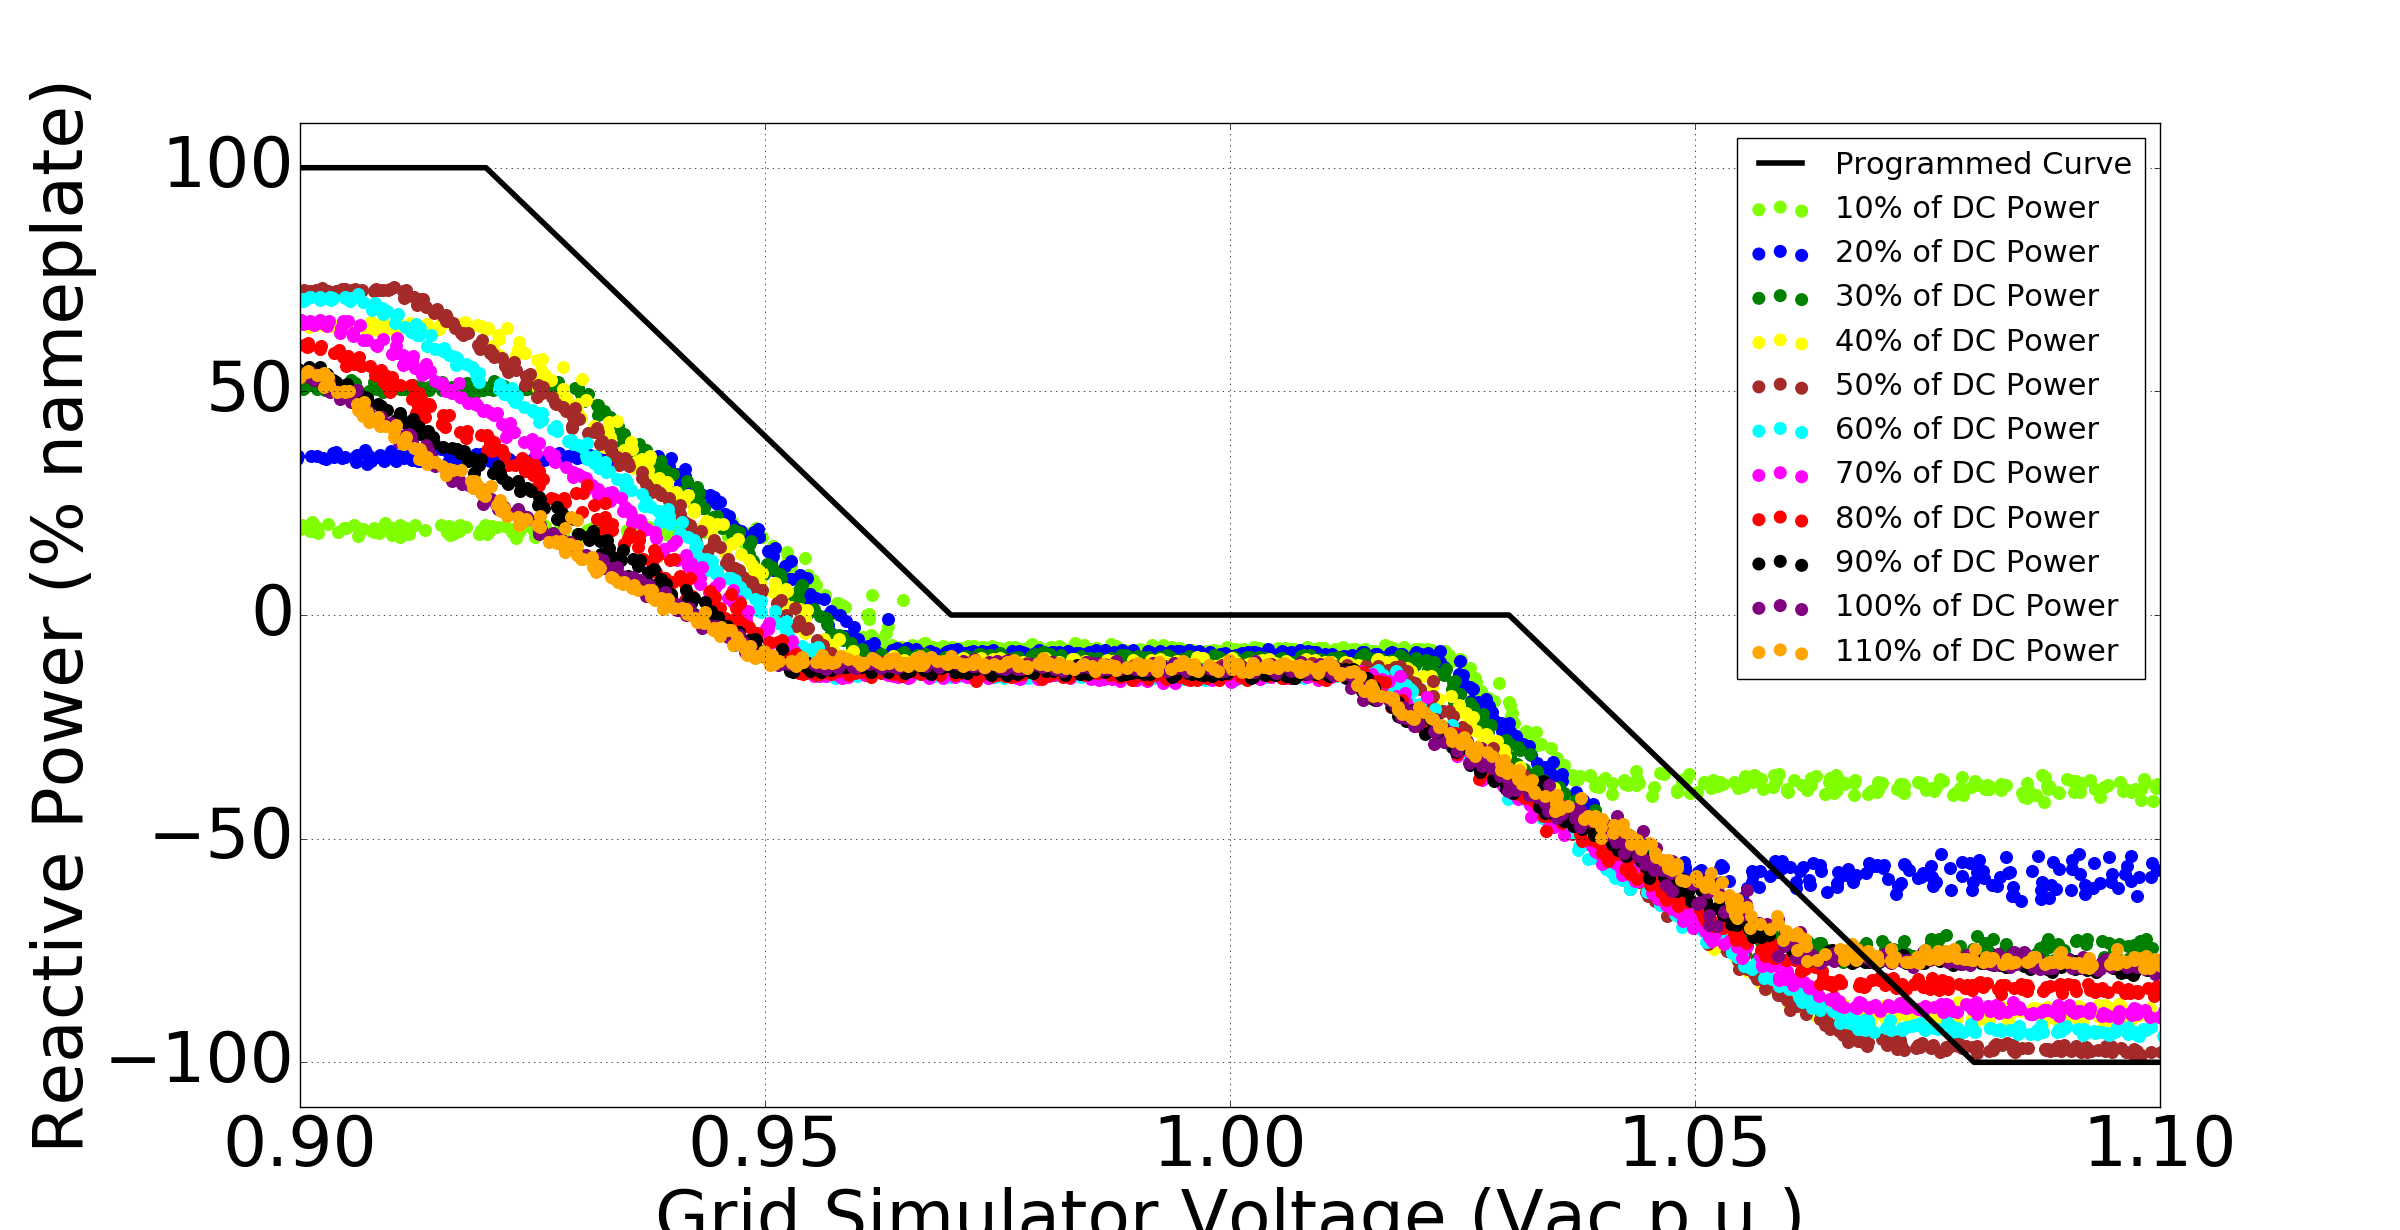 Reactive Power (% nameplate)
100
50
0
−50
−100
0.90 0.95 1.00 1.05 1.10
Grid Simulator Voltage (Vac p.u.)
Programmed Curve
10% of DC Power
20% of DC Power
30% of DC Power
40% of DC Power
50% of DC Power
60% of DC Power
70% of DC Power
80% of DC Power
90% of DC Power
100% of DC Power
110% of DC Power